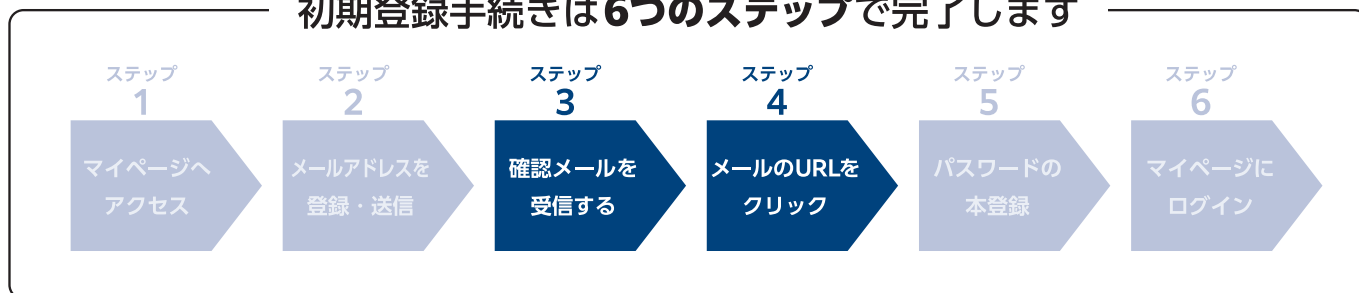 初期登録手続きは6つのステップで完了します
ステップ
1
マイページへ
アクセス
ステップ
2
メールアドレスを
登録・送信
ステップ
3
確認メールを
受信する
ステップ
4
メールのURLを
クリック
ステップ
5
パスワードの
本登録
ステップ
6
マイページに
ログイン